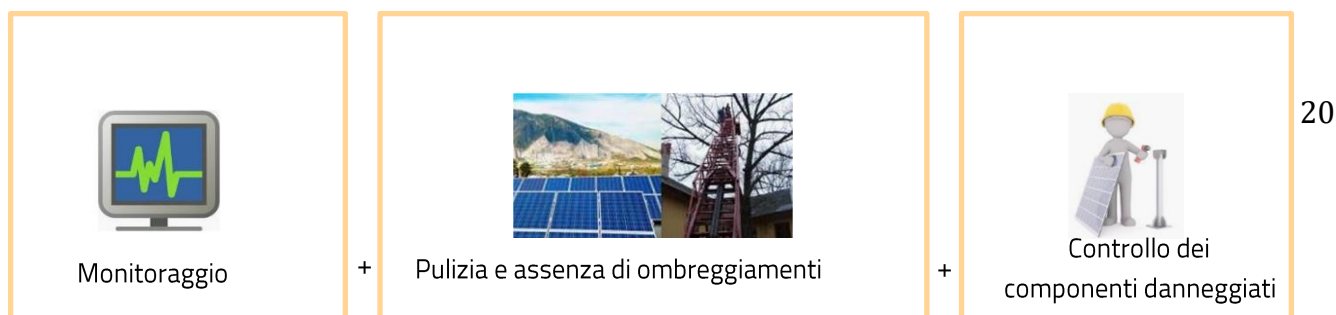 20
Monitoraggio
+
Pulizia e assenza di ombreggiamenti
+
Controllo dei
componenti danneggiati